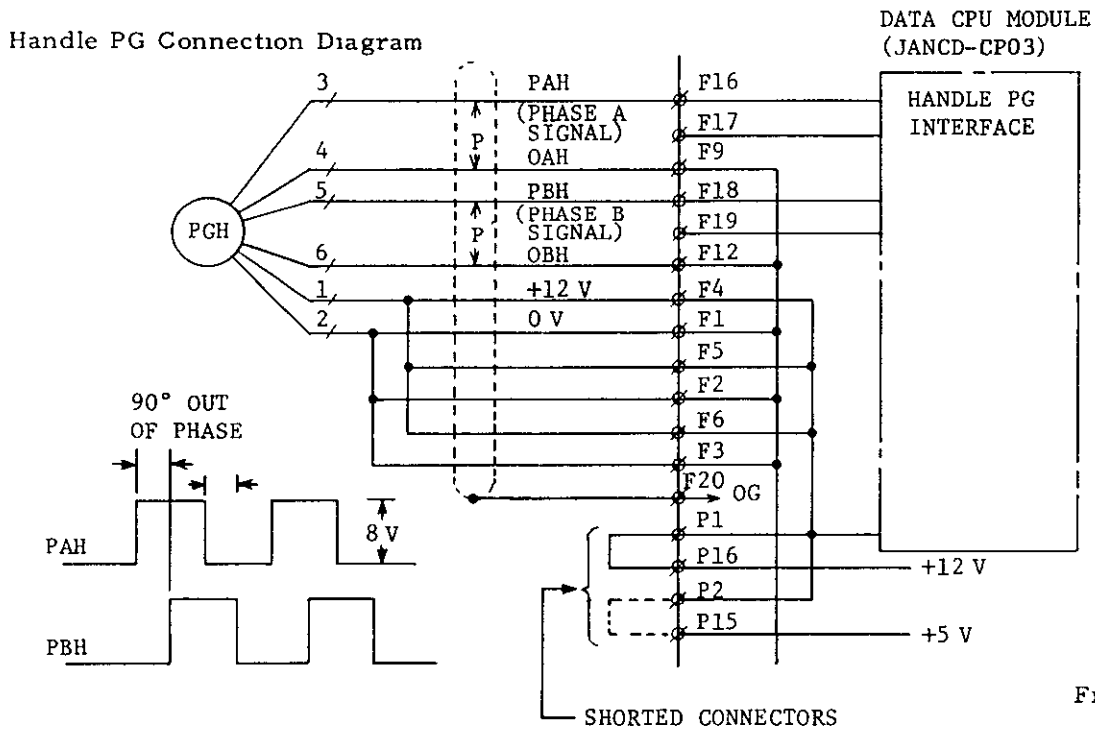 Handle PG Connection Diagram
DATA CPU MODULE
(JANCD-CP03)
HANDLE PG
INTERFACE
3
PAH
F16
(PHASE A
SIGNAL)
F17
P
4
OAH
F9
5
PBH
F18
(PHASE B
SIGNAL)
F19
P
PGH
6
OBH
F12
1
+12 V
F4
2
0 V
F1
F5
F2
F6
F3
F20
OG
P1
P16
+12 V
P2
P15
+5 V
90° OUT
OF PHASE
8 V
PAH
PBH
SHORTED CONNECTORS